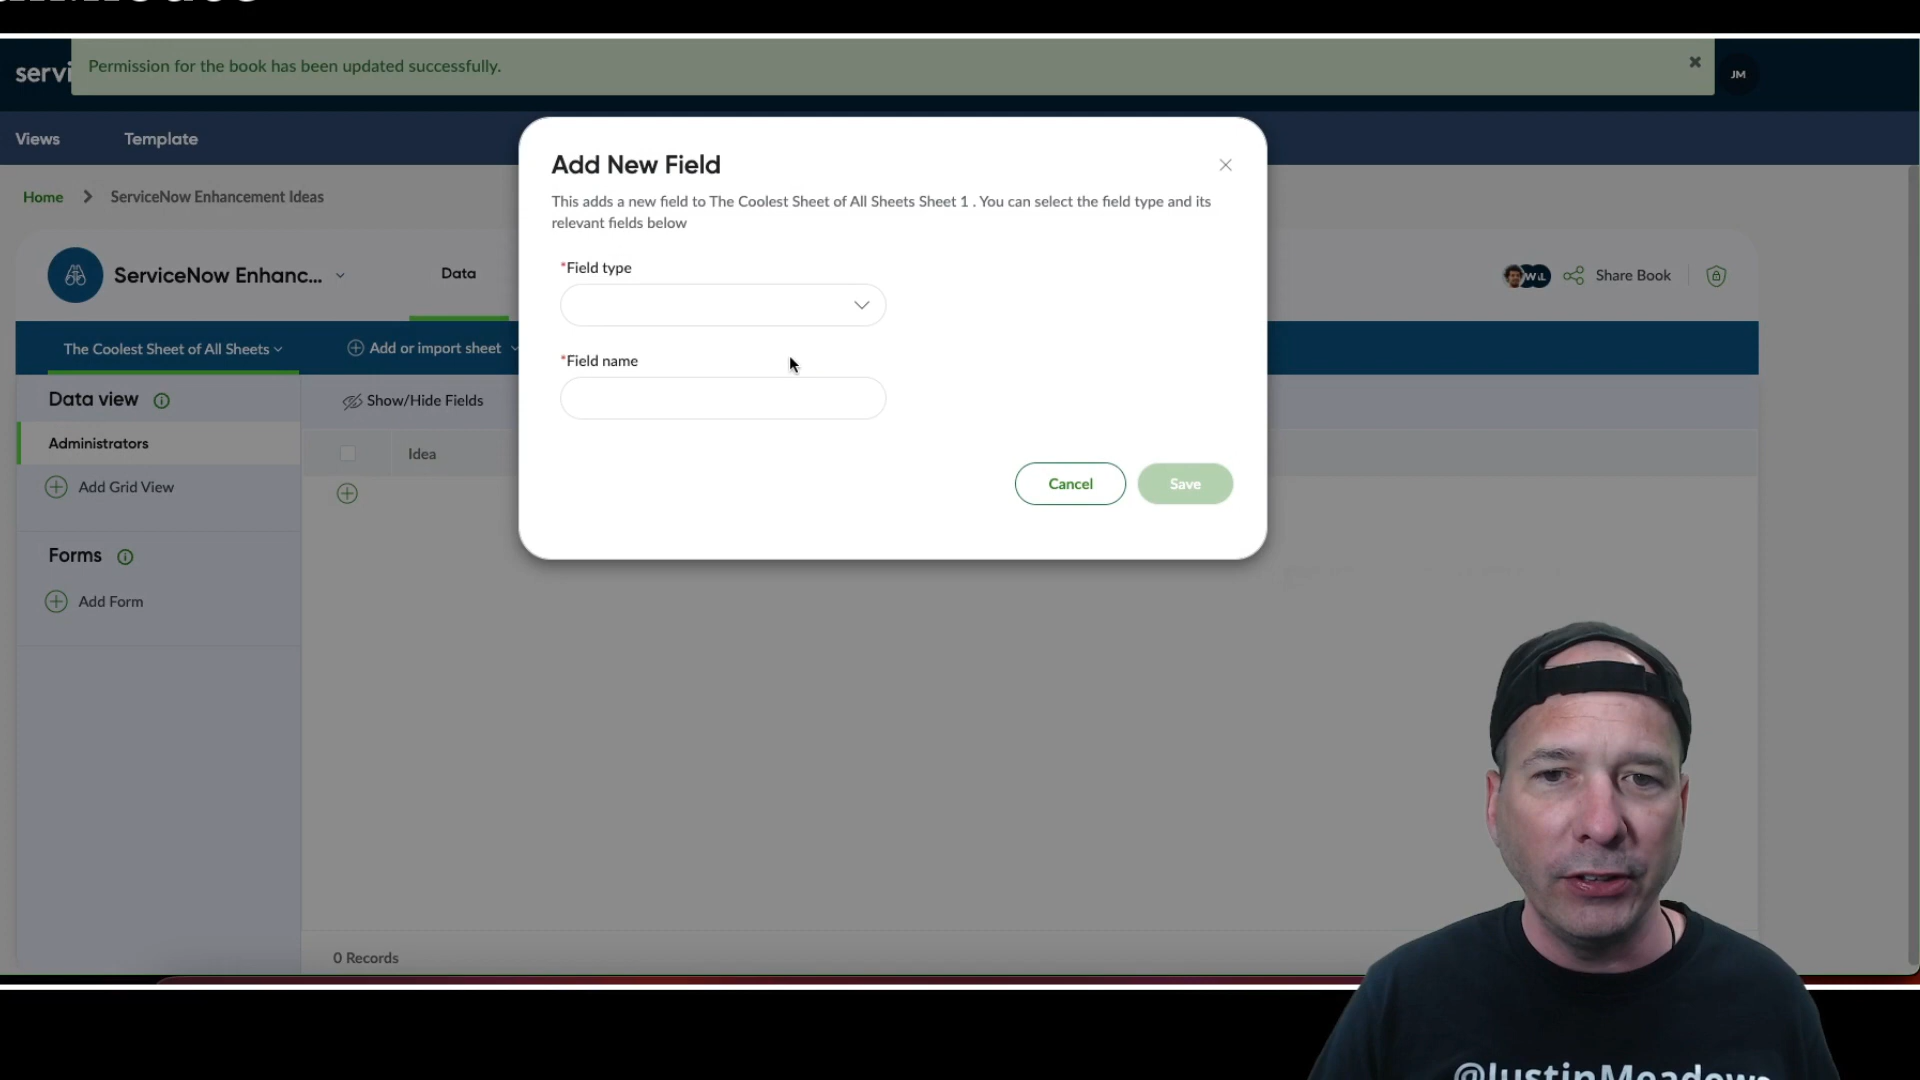 servi
Permission for the book has been updated successfully.
JM
Views
Template
Home
ServiceNow Enhancement Ideas
Add New Field
This adds a new field to The Coolest Sheet of All Sheets Sheet 1 . You can select the field type and its
relevant fields below
*Field type
*Field name
Cancel
Save
ServiceNow Enhanc...
Data
Share Book
The Coolest Sheet of All Sheets
Add or import sheet
Data view
Show/Hide Fields
Administrators
Idea
Add Grid View
Forms
Add Form
0 Records
@JustinMeadows